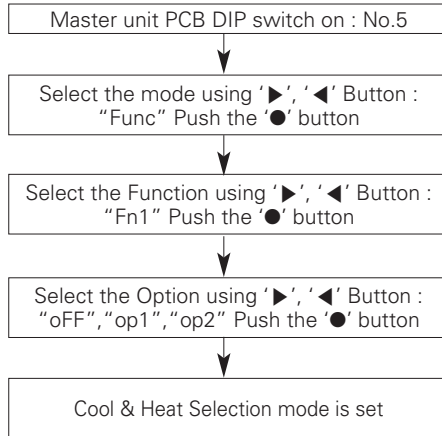 Master unit PCB DIP switch on : No.5
Select the mode using ‘▶’, ‘◀’ Button :
“Func” Push the ‘●’ button
Select the Function using ‘▶’, ‘◀’ Button :
“Fn1” Push the ‘●’ button
Select the Option using ‘▶’, ‘◀’ Button :
“oFF”,“op1”,“op2” Push the ‘●’ button
Cool & Heat Selection mode is set